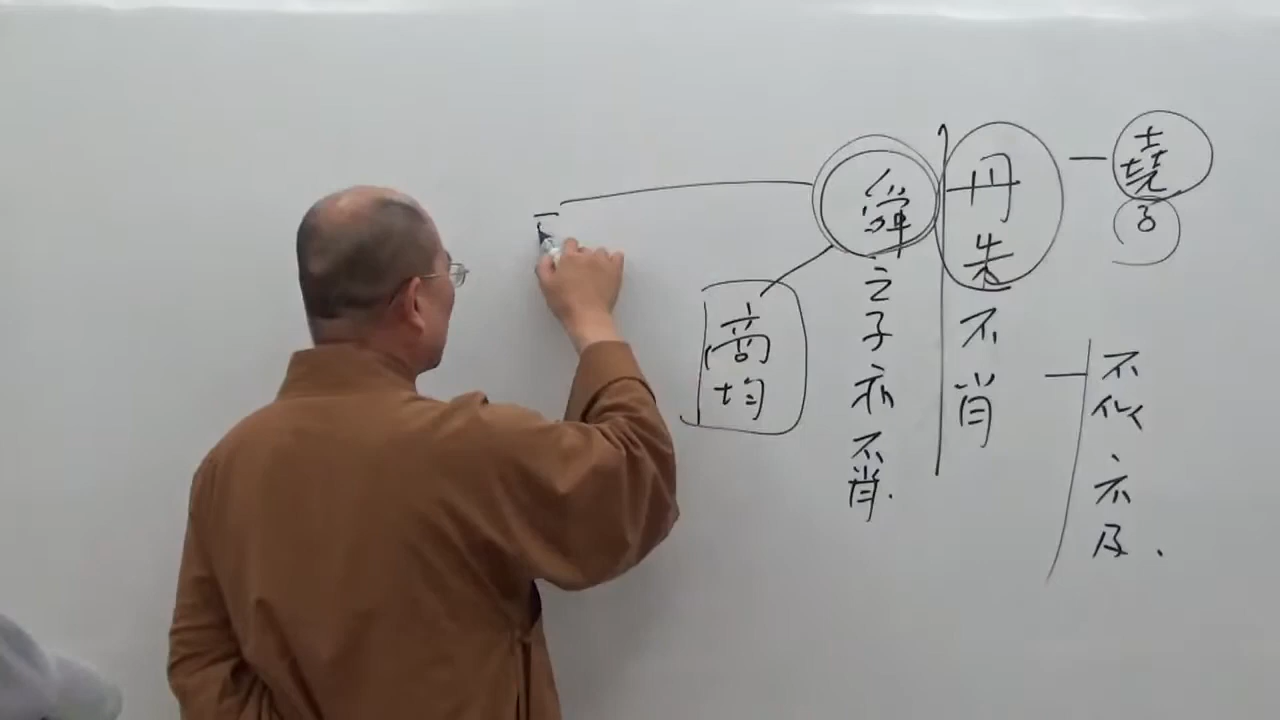 堯子
不似、不及.
丹朱不肖
舜之子亦不肖.
商均